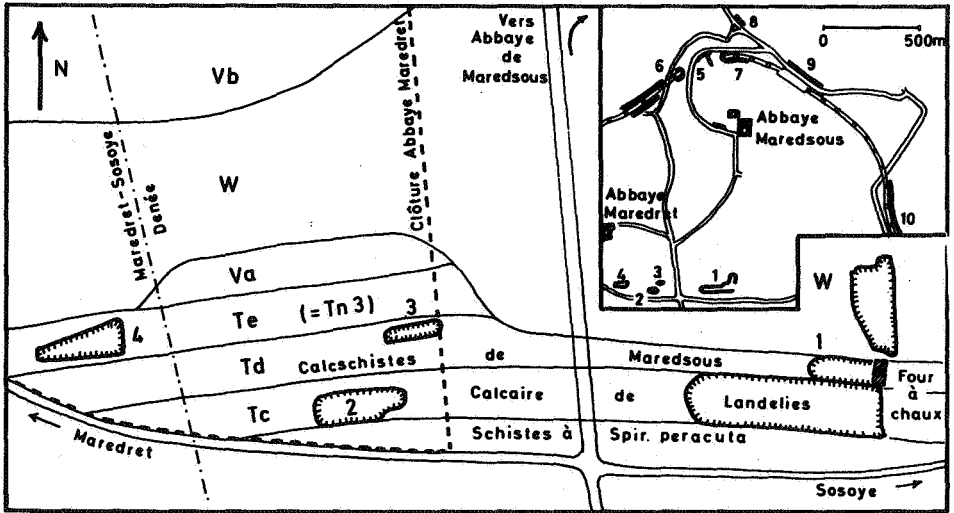 N
Vb
Vers
Abbaye
de
Maredsous
W
Maredret-Sosoye
Denée
Clôture Abbaye Maredret
Va
Te (=Tn3) 3
4
Td Calcschistes de Maredsous
Tc 2 Calcaire de Landelies
Schistes à Spir. peracuta
Maredret
Sosoye
W
1
Four
à
chaux
0 500m
8
9
6
5 7
Abbaye
Maredsous
Abbaye
Maredret
10
4 3 1
2